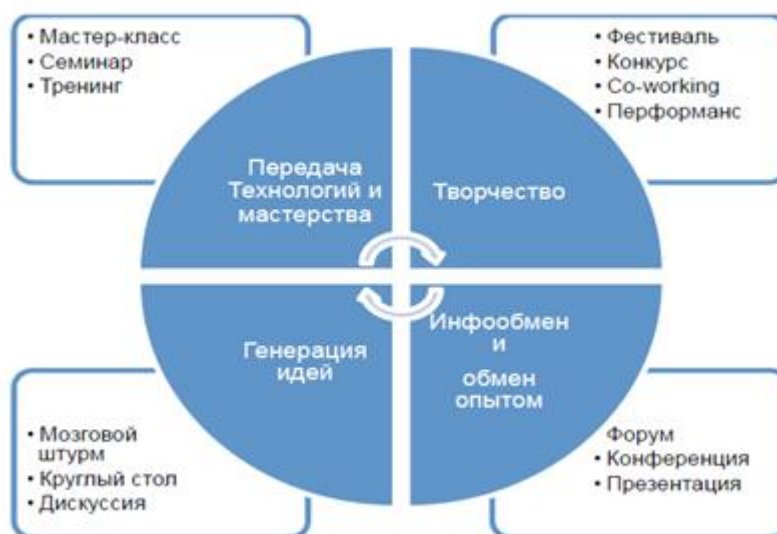 • Мастер-класс
• Семинар
• Тренинг
• Фестиваль
• Конкурс
• Co-working
• Перформанс
Передача
Технологий и
мастерства
Творчество
Генерация
идей
Инфообмен
и
обмен
опытом
• Мозговой
штурм
• Круглый стол
• Дискуссия
Форум
• Конференция
• Презентация